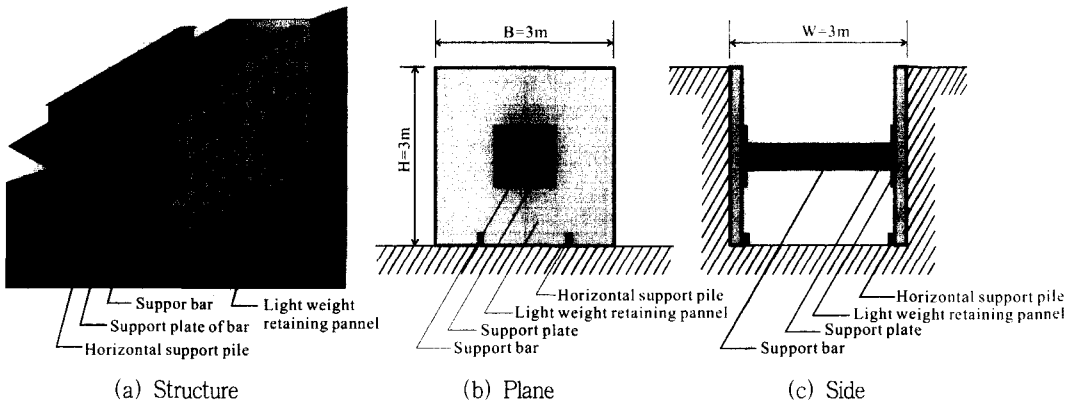 Suppor bar
Support plate of bar
Horizontal support pile
Light weight
retaining pannel
(a) Structure
B=3m
H=3m
Horizontal support pile
Light weight retaining pannel
Support plate
Support bar
(b) Plane
W=3m
Horizontal support pile
Light weight retaining pannel
Support plate
Support bar
(c) Side